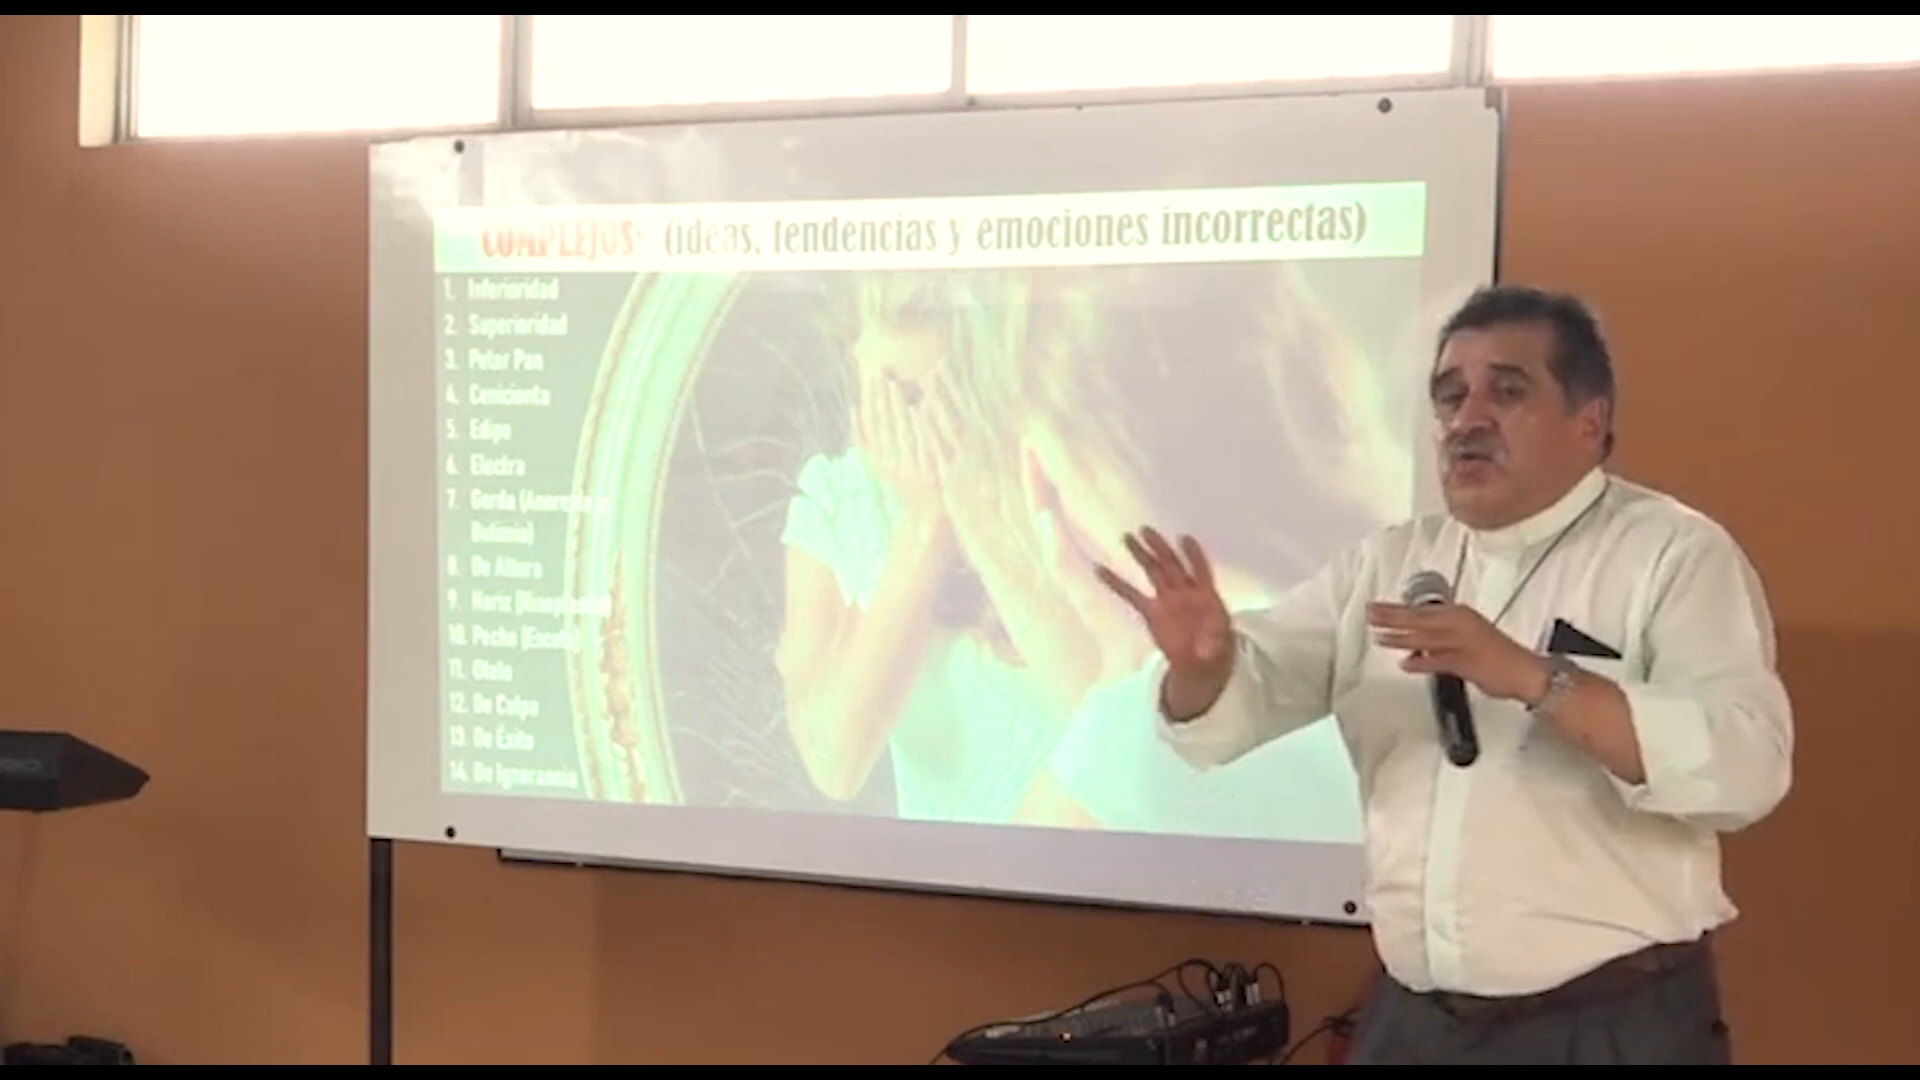 COMPLEJOS: (ideas, tendencias y emociones incorrectas)
1. Inferioridad
2. Superioridad
3. Peter Pan
4. Cenicienta
5. Edipo
6. Electra
7. Gorda (Anorexia
Bulimia)
8. De Altura
9. Nariz
10. Pecho
11. Otelo
12. De Culpa
13. De Éxito
14. De Ignorancia